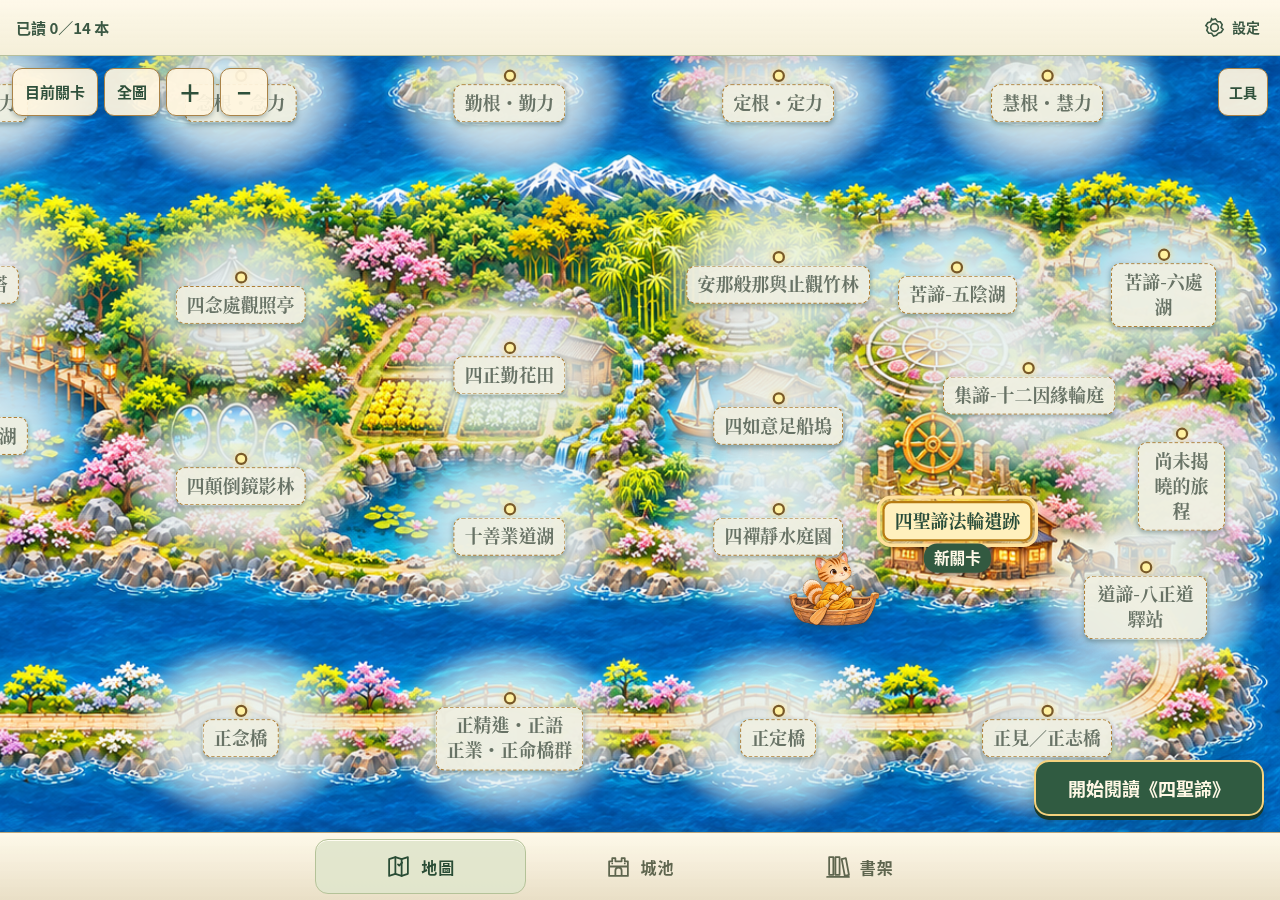 已讀 0／14 本
設定
目前關卡
全圖
+
−
工具
力
勤根・勤力
定根・定力
慧根・慧力
四念處觀照亭
安那般那與止觀竹林
苦諦-五陰湖
苦諦-六處
湖
四正勤花田
集諦-十二因緣輪庭
四如意足船塢
湖
四顛倒鏡影林
尚未揭
曉的旅
程
十善業道湖
四禪靜水庭園
四聖諦法輪遺跡
新關卡
道諦-八正道
驛站
正念橋
正精進・正語
正業・正命橋群
正定橋
正見／正志橋
開始閱讀《四聖諦》
地圖
城池
書架